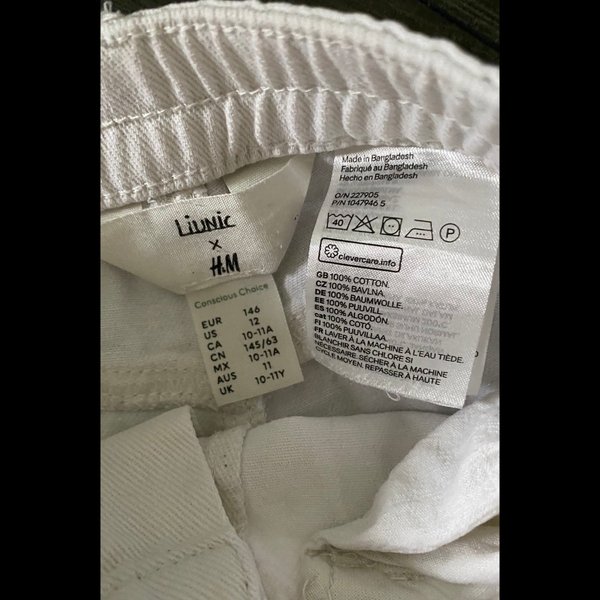 LiUNiC
x
H&M
Conscious Choice
EUR 146
US 12
CA 10-11A
CN 145/63
MX 10-11A
AUS 11
UK 10-11Y
Made in Bangladesh
Fabriqué au Bangladesh
Hecho en Bangladesh
O/N 227905
P/N 1047946 5
40 P
clevercare.info
GB 100% COTTON.
CZ 100% BAVLNA.
DE 100% BAUMWOLLE.
EE 100% PUUVILL.
ES 100% ALGODÓN.
cat 100% COTÓ.
FI 100% PUUVILLAA.
FR LAVER À LA MACHINE À L'EAU TIÈDE.
BLANCHIR SANS CHLORE SI
NÉCESSAIRE. SÉCHER À LA MACHINE
CYCLE MOYEN. REPASSER À HAUTE